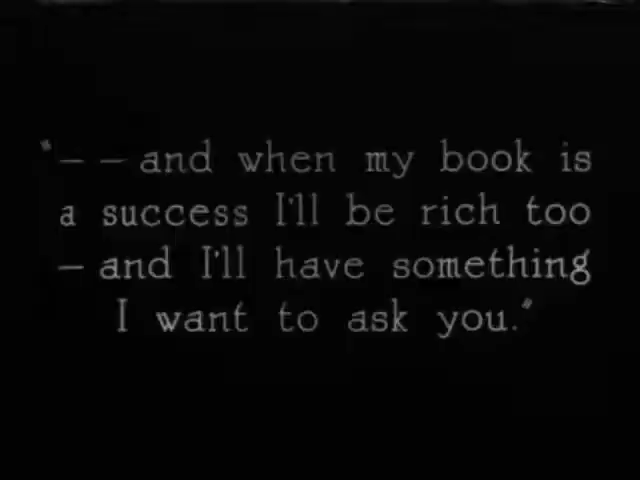 "– – and when my book is
a success I'll be rich too
– and I'll have something
I want to ask you."